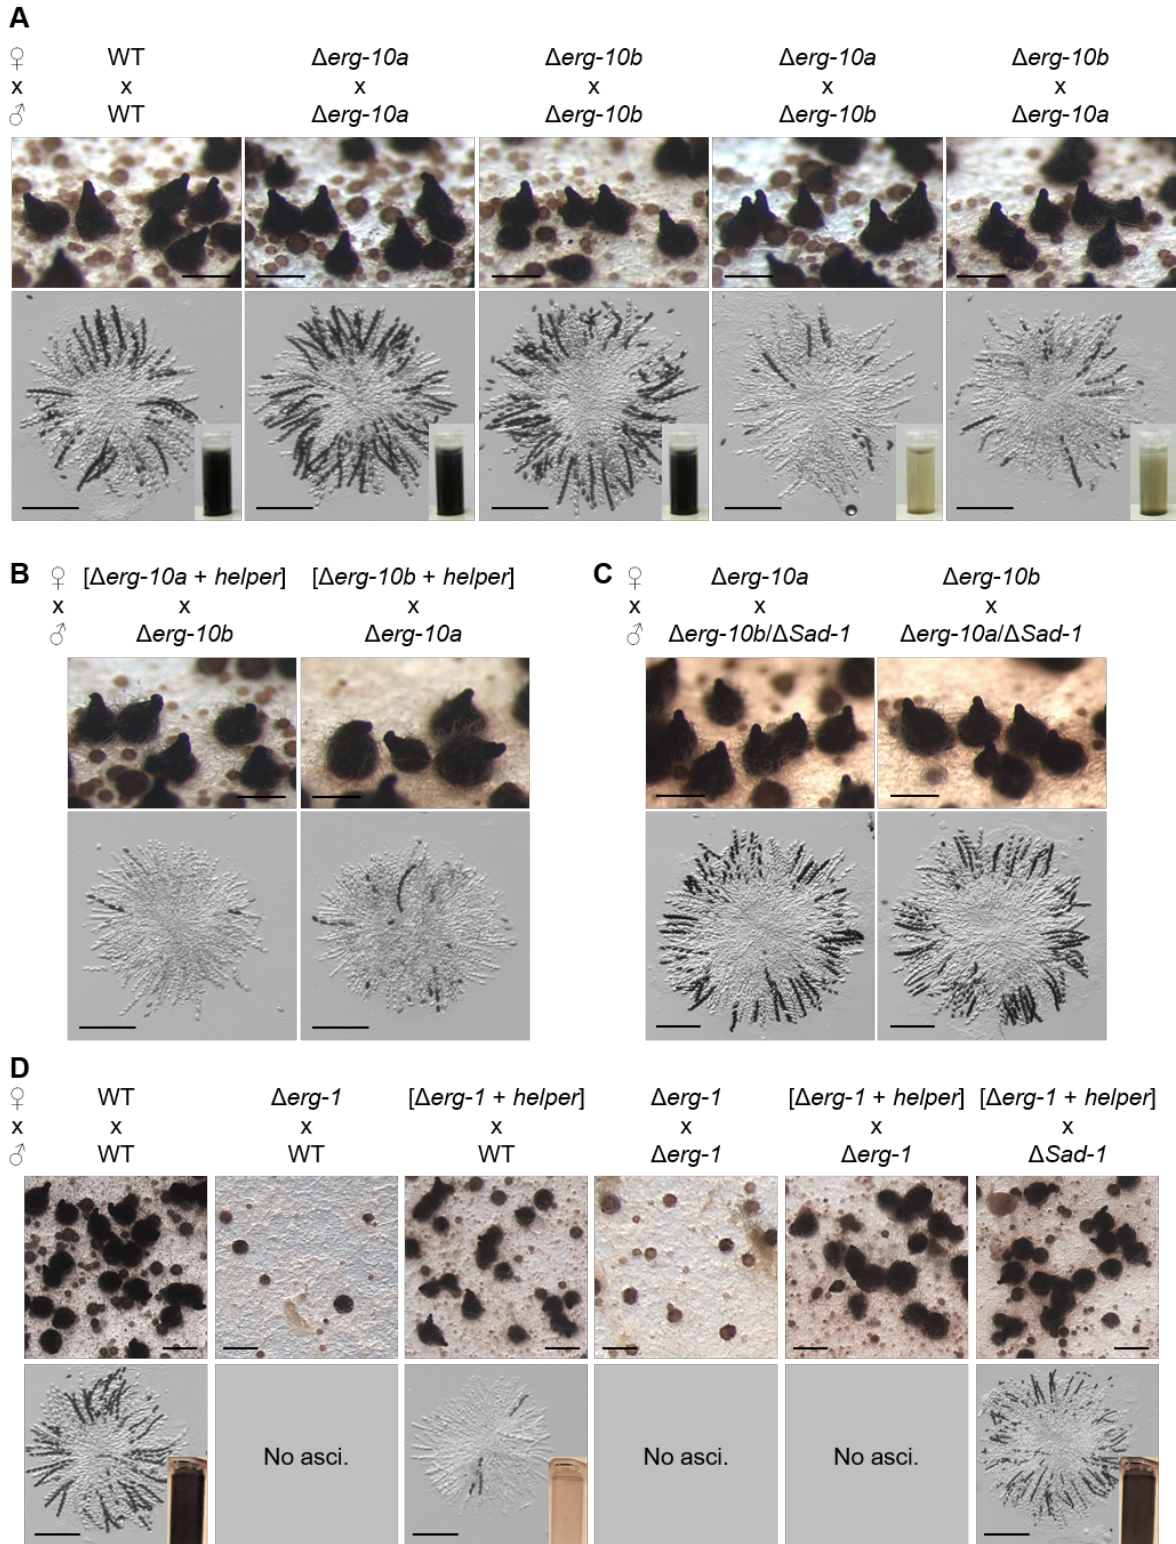 A
♀ WT Δerg-10a Δerg-10b Δerg-10a Δerg-10b
x x x x x x
♂ WT Δerg-10a Δerg-10b Δerg-10b Δerg-10a
B ♀ [Δerg-10a + helper] [Δerg-10b + helper]
x x x
♂ Δerg-10b Δerg-10a
C ♀ Δerg-10a Δerg-10b
x x x
♂ Δerg-10b/ΔSad-1 Δerg-10a/ΔSad-1
D
♀ WT Δerg-1 [Δerg-1 + helper] Δerg-1 [Δerg-1 + helper] [Δerg-1 + helper]
x x x x x x x
♂ WT WT WT Δerg-1 Δerg-1 ΔSad-1
No asci. No asci. No asci.